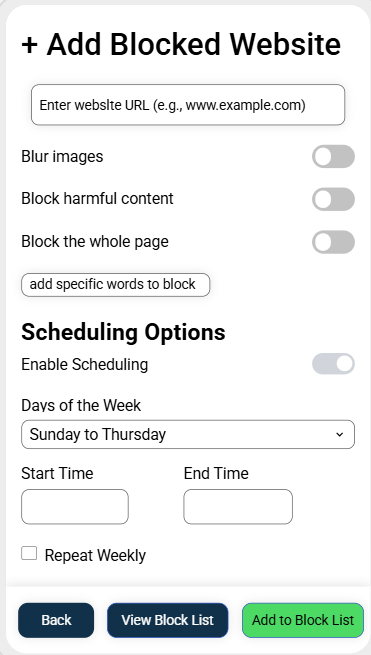 + Add Blocked Website
Enter website URL (e.g., www.example.com)
Blur images
Block harmful content
Block the whole page
add specific words to block
Scheduling Options
Enable Scheduling
Days of the Week
Sunday to Thursday
Start Time End Time
Repeat Weekly
Back View Block List Add to Block List